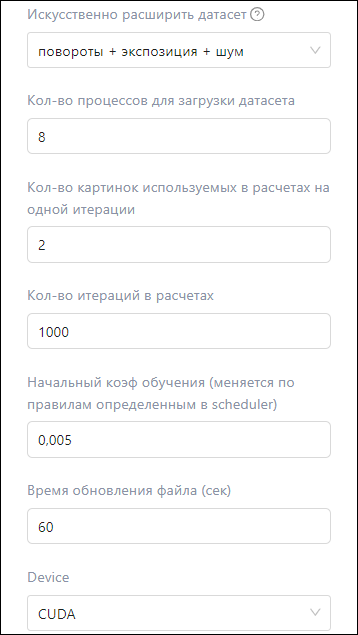 Искусственно расширить датасет ?
повороты + экспозиция + шум
Кол-во процессов для загрузки датасета
8
Кол-во картинок используемых в расчетах на
одной итерации
2
Кол-во итераций в расчетах
1000
Начальный коэф обучения (меняется по
правилам определенным в scheduler)
0,005
Время обновления файла (сек)
60
Device
CUDA